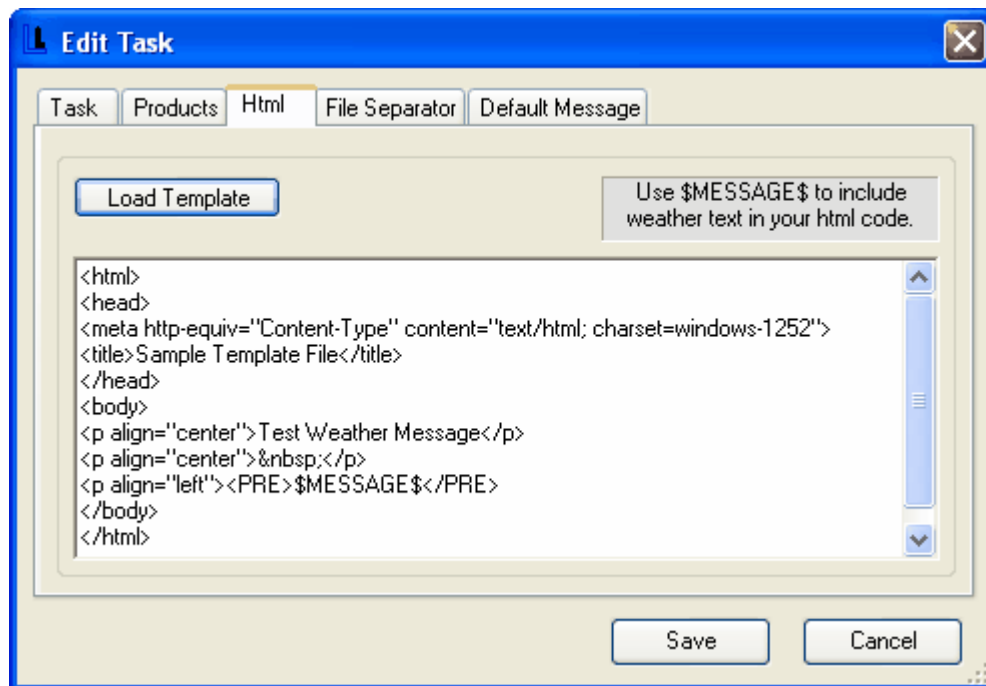 Edit Task
Task Products Html File Separator Default Message
Load Template
Use $MESSAGE$ to include
weather text in your html code.
<html>
<head>
<meta http-equiv="Content-Type" content="text/html; charset=windows-1252">
<title>Sample Template File</title>
</head>
<body>
<p align="center">Test Weather Message</p>
<p align="center">&nbsp;</p>
<p align="left"><PRE>$MESSAGE$</PRE>
</body>
</html>
Save Cancel